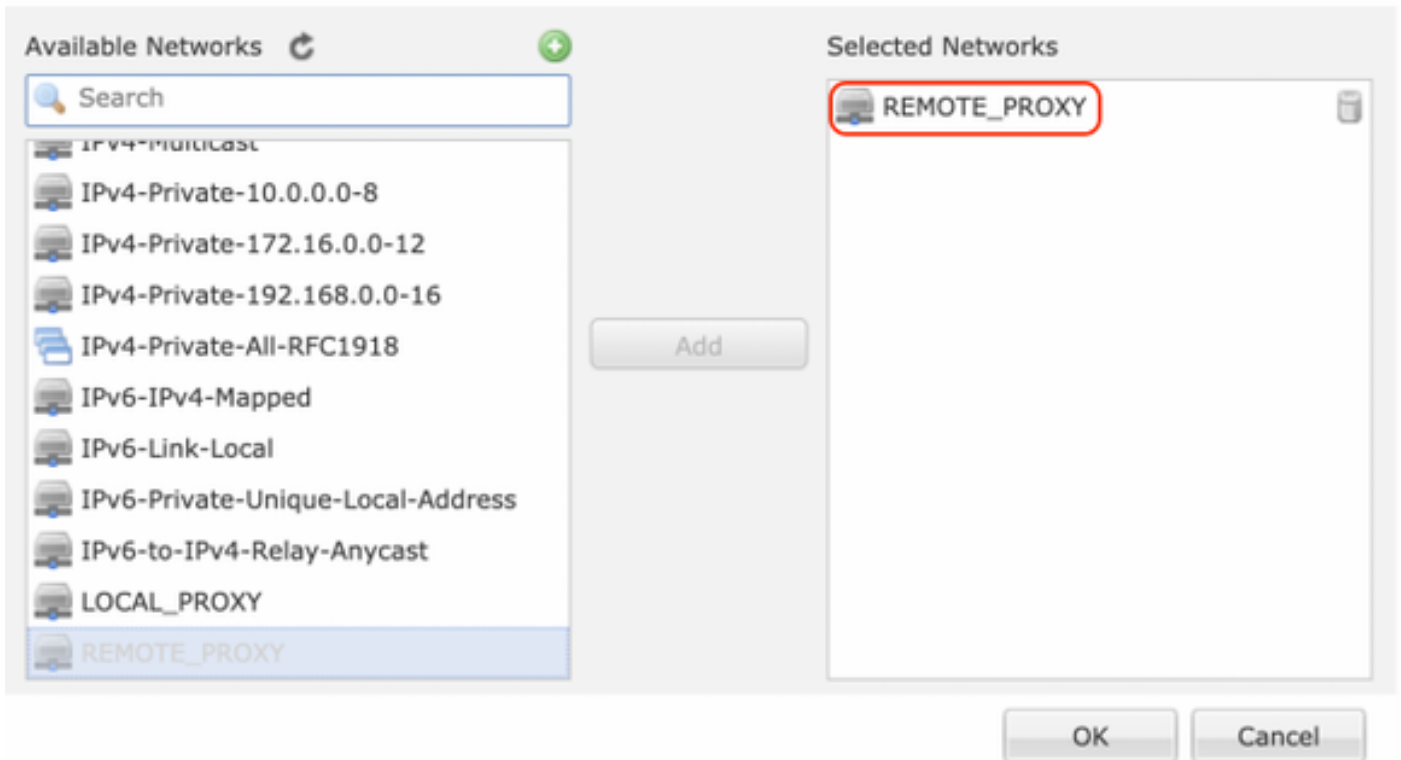 Available Networks
Selected Networks
Search
REMOTE_PROXY
IPv4-Multicast
IPv4-Private-10.0.0.0-8
IPv4-Private-172.16.0.0-12
IPv4-Private-192.168.0.0-16
IPv4-Private-All-RFC1918
IPv6-IPv4-Mapped
IPv6-Link-Local
IPv6-Private-Unique-Local-Address
IPv6-to-IPv4-Relay-Anycast
LOCAL_PROXY
REMOTE_PROXY
Add
OK
Cancel